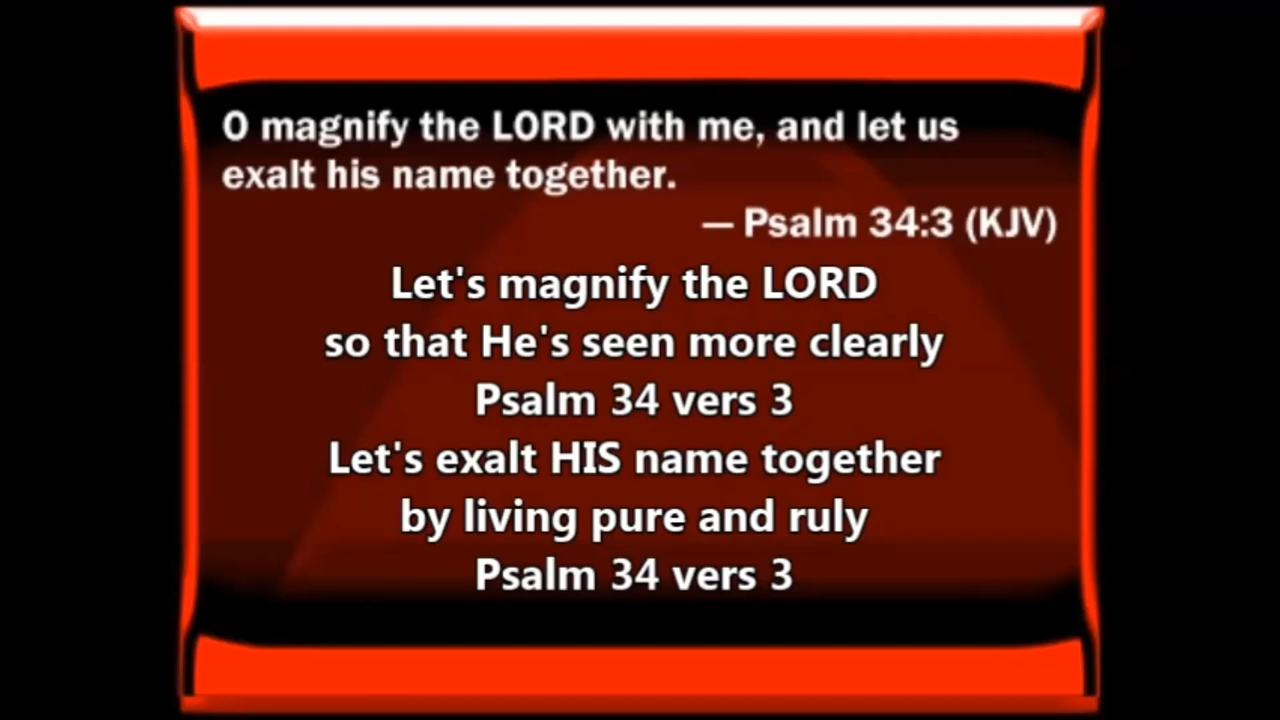 O magnify the LORD with me, and let us
exalt his name together.
— Psalm 34:3 (KJV)
Let's magnify the LORD
so that He's seen more clearly
Psalm 34 vers 3
Let's exalt HIS name together
by living pure and ruly
Psalm 34 vers 3